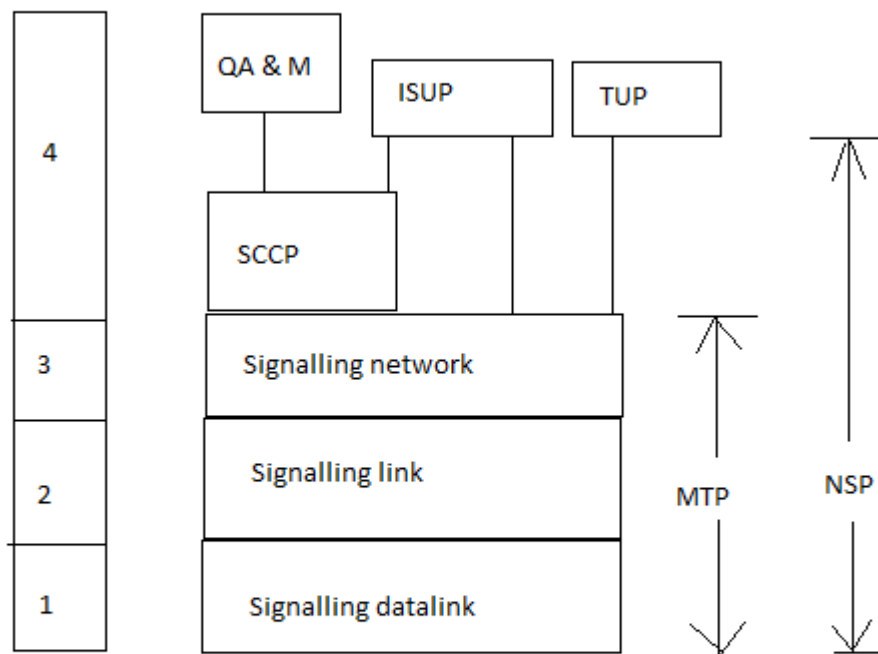 QA & M
ISUP
TUP
4
SCCP
3
Signalling network
2
Signalling link
MTP
NSP
1
Signalling datalink